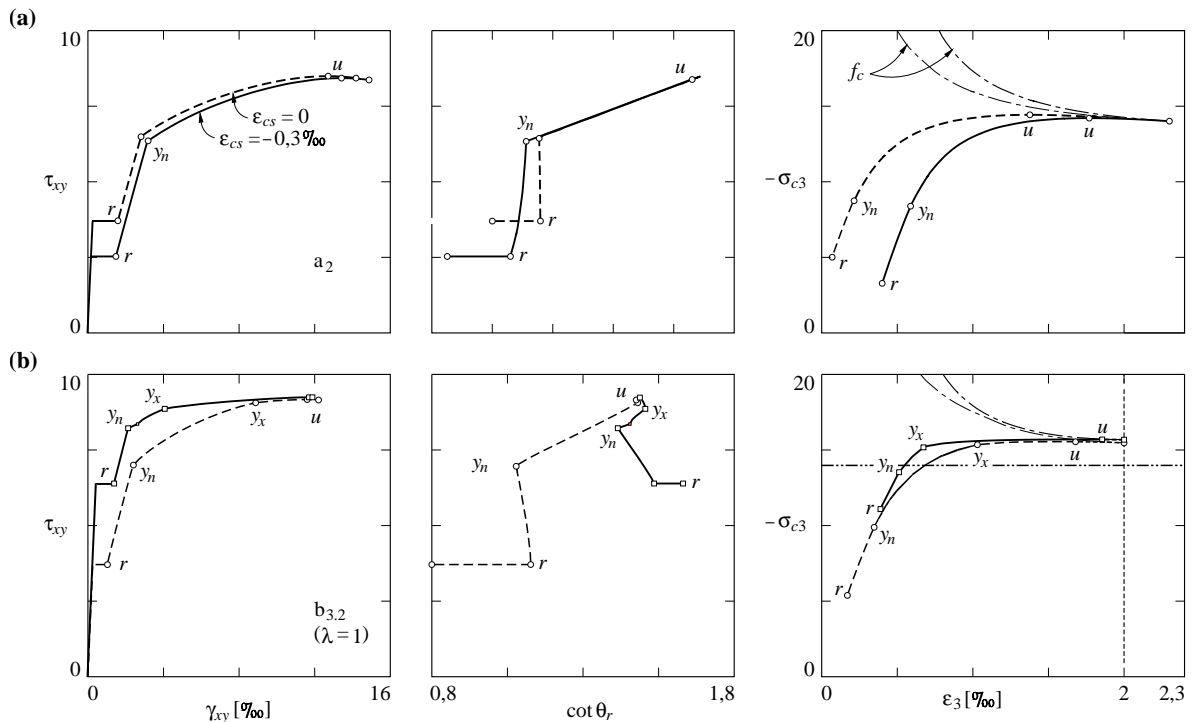 (a)
10
τxy
0
r
r
yn
u
εcs = 0
εcs = −0,3‰
a2
yn
u
r
r
20
fc
−σc3
0
u
u
yn
yn
r
r
(b)
10
τxy
0
yx
yn
r
yx
u
yn
r
b3.2
(λ = 1)
0
16
γxy [‰]
u
yx
yn
r
yn
r
0,8
1,8
cot θr
20
−σc3
0
yx
u
yn
yx
u
r
yn
r
0
2
2,3
ε3 [‰]